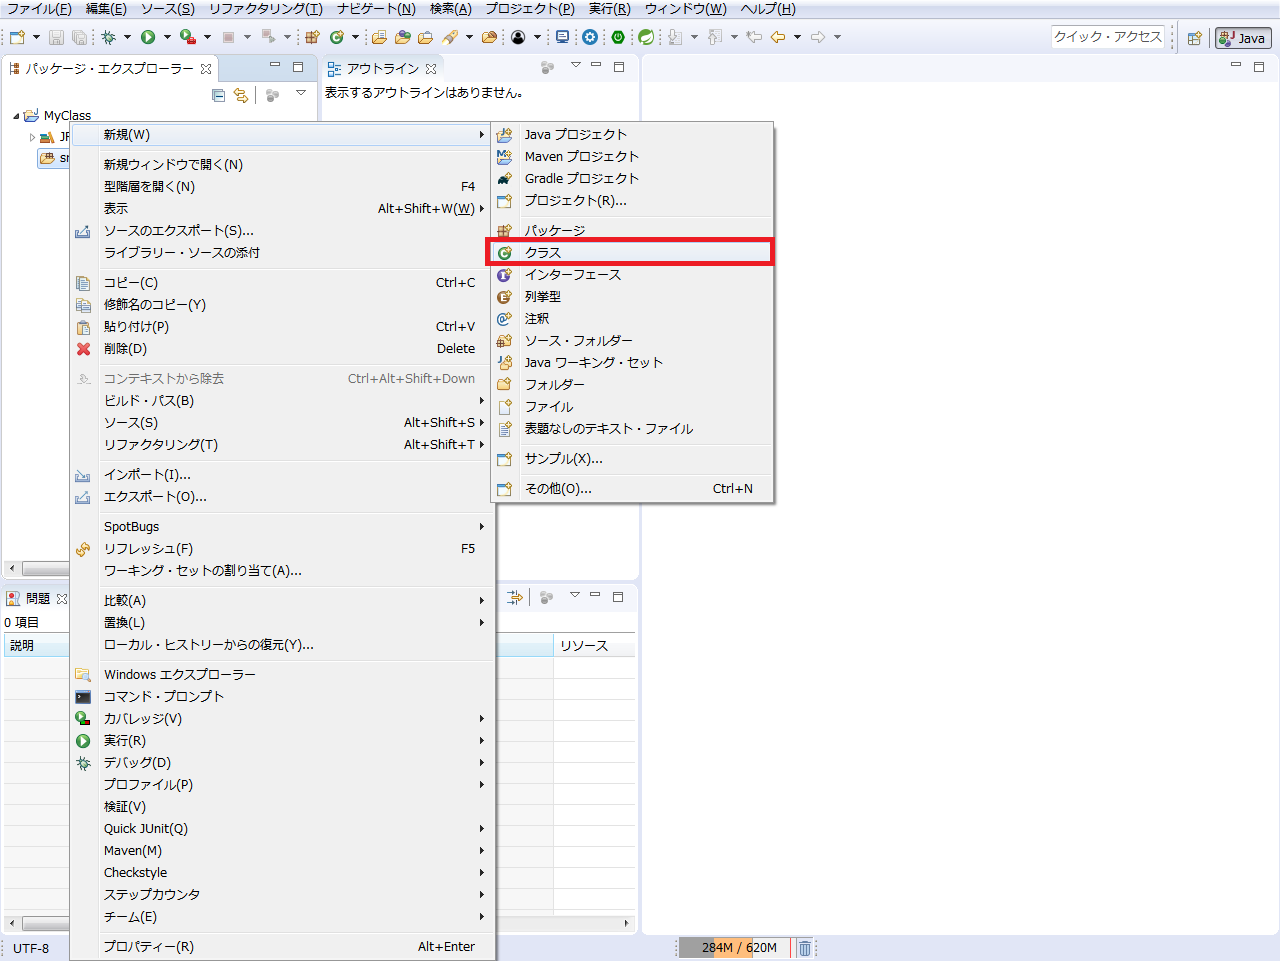 ファイル(F) 編集(E) ソース(S) リファクタリング(T) ナビゲート(N) 検索(A) プロジェクト(P) 実行(R) ウィンドウ(W) ヘルプ(H)
クイック・アクセス
Java
パッケージ・エクスプローラー
アウトライン
表示するアウトラインはありません。
MyClass
新規(W)
新規ウィンドウで開く(N)
型階層を開く(N) F4
表示 Alt+Shift+W(W)
ソースのエクスポート(S)...
ライブラリー・ソースの添付
コピー(C) Ctrl+C
修飾名のコピー(Y)
貼り付け(P) Ctrl+V
削除(D) Delete
コンテキストから除去 Ctrl+Alt+Shift+Down
ビルド・パス(B)
ソース(S) Alt+Shift+S
リファクタリング(T) Alt+Shift+T
インポート(I)...
エクスポート(O)...
SpotBugs
リフレッシュ(F) F5
ワーキング・セットの割り当て(A)...
比較(A)
置換(L)
ローカル・ヒストリーからの復元(Y)...
Windows エクスプローラー
コマンド・プロンプト
カバレッジ(V)
実行(R)
デバッグ(D)
プロファイル(P)
検証(V)
Quick JUnit(Q)
Maven(M)
Checkstyle
ステップカウンタ
チーム(E)
プロパティー(R) Alt+Enter
Java プロジェクト
Maven プロジェクト
Gradle プロジェクト
プロジェクト(R)...
パッケージ
クラス
インターフェース
列挙型
注釈
ソース・フォルダー
Java ワーキング・セット
フォルダー
ファイル
表題なしのテキスト・ファイル
サンプル(X)...
その他(O)... Ctrl+N
問題
0 項目
説明
リソース
UTF-8
284M / 620M